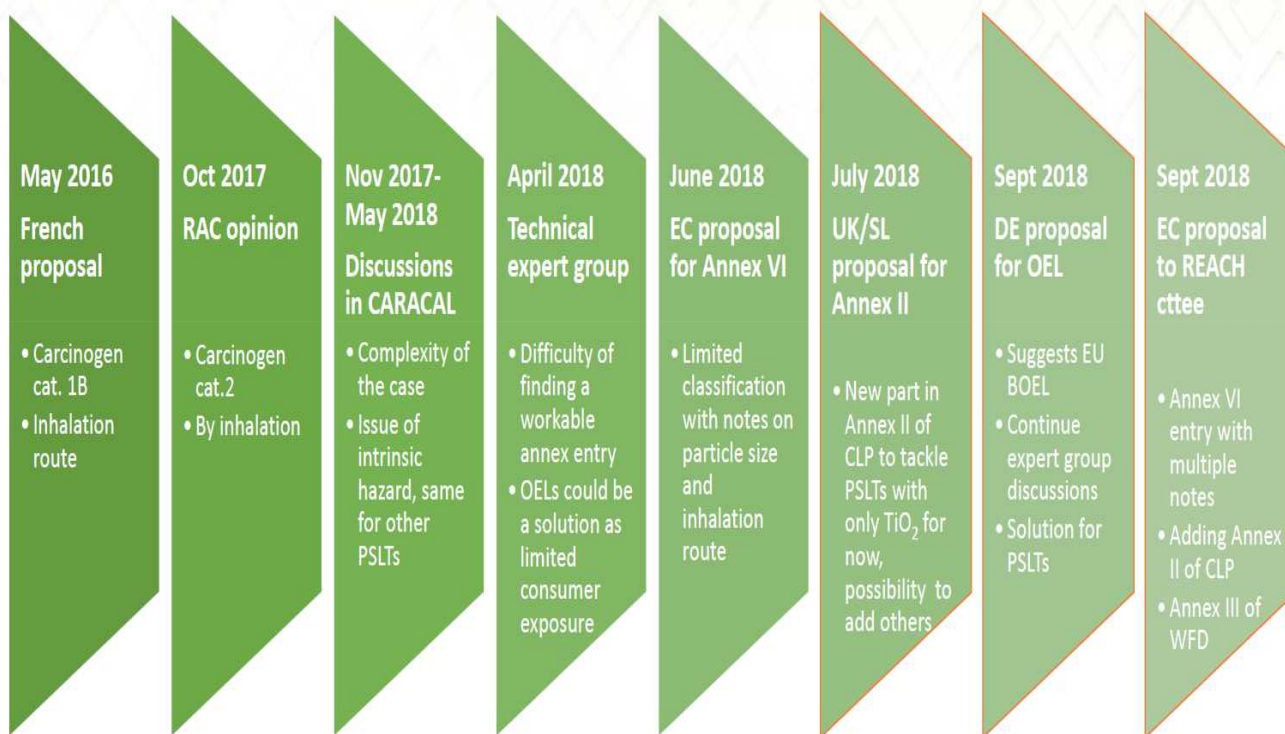 May 2016
French
proposal
• Carcinogen
cat. 1B
• Inhalation
route
Oct 2017
RAC opinion
• Carcinogen
cat.2
• By inhalation
Nov 2017-
May 2018
Discussions
in CARACAL
• Complexity of
the case
• Issue of
intrinsic
hazard, same
for other
PSLTs
April 2018
Technical
expert group
• Difficulty of
finding a
workable
annex entry
• OELs could be
a solution as
limited
consumer
exposure
June 2018
EC proposal
for Annex VI
• Limited
classification
with notes on
particle size
and
inhalation
route
July 2018
UK/SL
proposal for
Annex II
• New part in
Annex II of
CLP to tackle
PSLTs with
only TiO₂ for
now,
possibility to
add others
Sept 2018
DE proposal
for OEL
• Suggests EU
BOEL
• Continue
expert group
discussions
• Solution for
PSLTs
Sept 2018
EC proposal
to REACH
cttee
• Annex VI
entry with
multiple
notes
• Adding Annex
II of CLP
• Annex III of
WFD